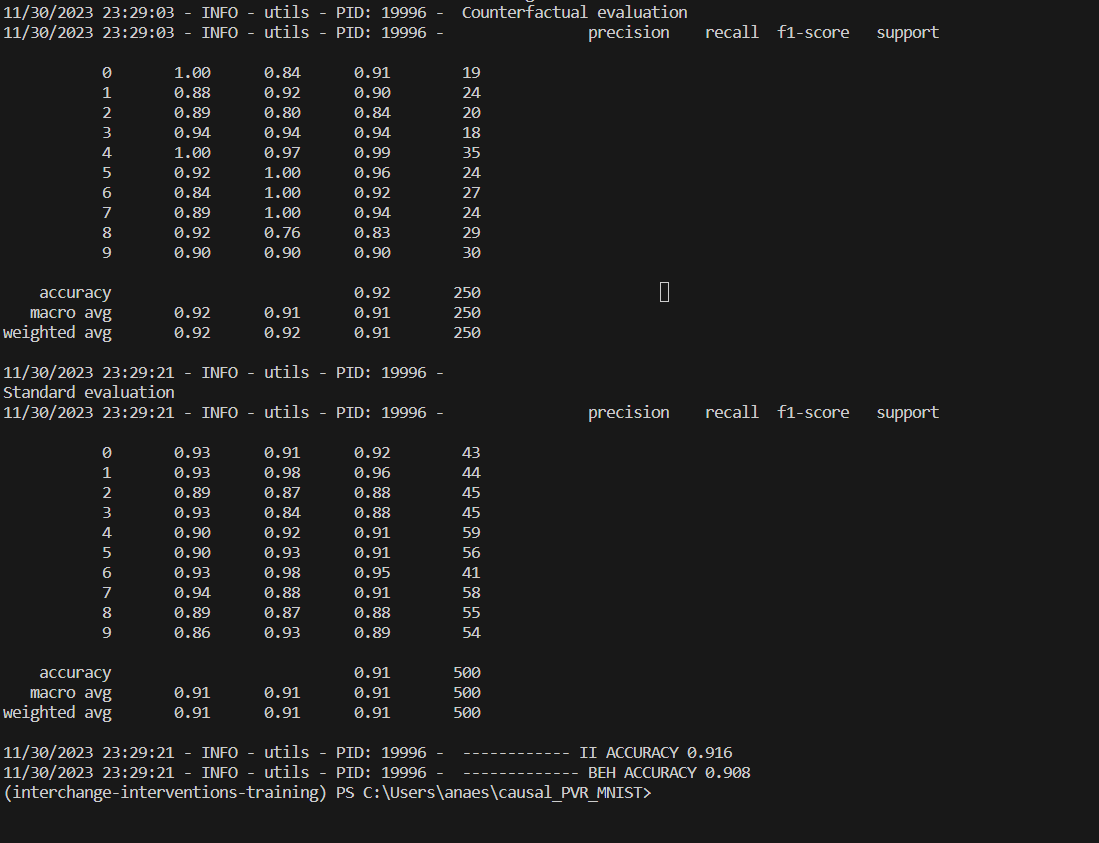 11/30/2023 23:29:03 - INFO - utils - PID: 19996 -  Counterfactual evaluation
11/30/2023 23:29:03 - INFO - utils - PID: 19996 -                precision    recall  f1-score   support
0       1.00      0.84      0.91        19
1       0.88      0.92      0.90        24
2       0.89      0.80      0.84        20
3       0.94      0.94      0.94        18
4       1.00      0.97      0.99        35
5       0.92      1.00      0.96        24
6       0.84      1.00      0.92        27
7       0.89      1.00      0.94        24
8       0.92      0.76      0.83        29
9       0.90      0.90      0.90        30
accuracy                           0.92       250
macro avg       0.92      0.91      0.91       250
weighted avg       0.92      0.92      0.91       250
11/30/2023 23:29:21 - INFO - utils - PID: 19996 -
Standard evaluation
11/30/2023 23:29:21 - INFO - utils - PID: 19996 -                precision    recall  f1-score   support
0       0.93      0.91      0.92        43
1       0.93      0.98      0.96        44
2       0.89      0.87      0.88        45
3       0.93      0.84      0.88        45
4       0.90      0.92      0.91        59
5       0.90      0.93      0.91        56
6       0.93      0.98      0.95        41
7       0.94      0.88      0.91        58
8       0.89      0.87      0.88        55
9       0.86      0.93      0.89        54
accuracy                           0.91       500
macro avg       0.91      0.91      0.91       500
weighted avg       0.91      0.91      0.91       500
11/30/2023 23:29:21 - INFO - utils - PID: 19996 -  ------------ II ACCURACY 0.916
11/30/2023 23:29:21 - INFO - utils - PID: 19996 -  ------------- BEH ACCURACY 0.908
(interchange-interventions-training) PS C:\Users\anaes\causal_PVR_MNIST>